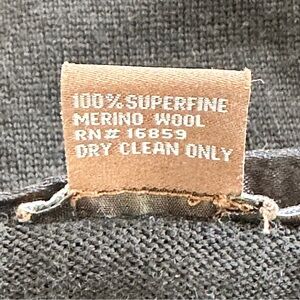 100% SUPERFINE
MERINO WOOL
RN# 16859
DRY CLEAN ONLY